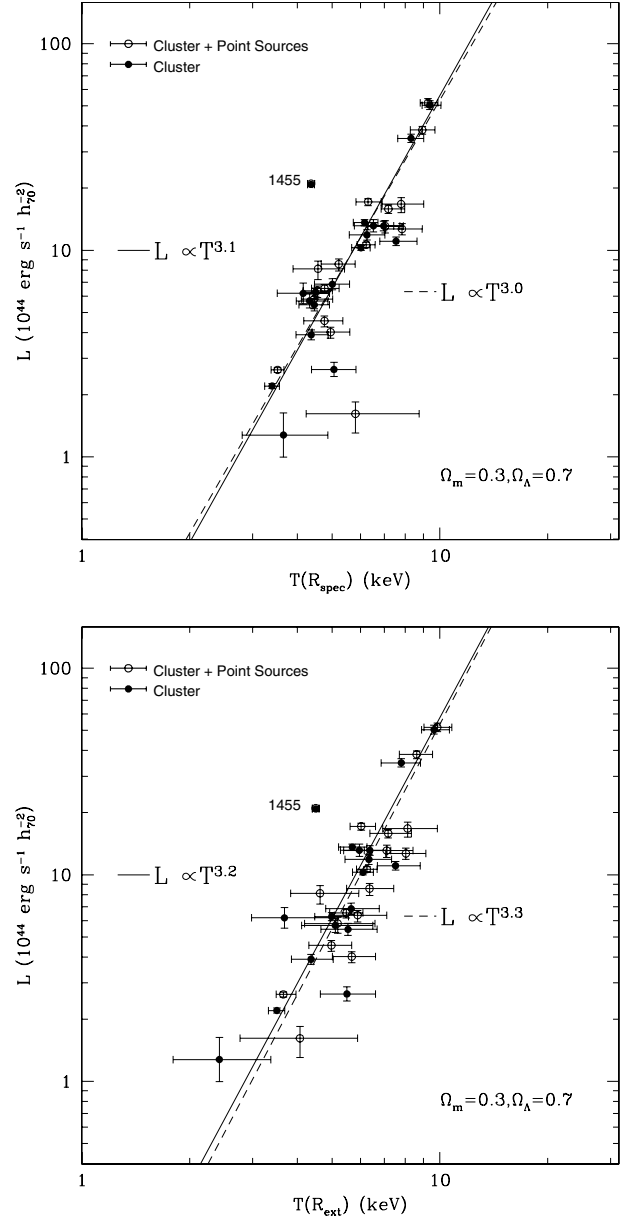 100
Cluster + Point Sources
Cluster
1455
L ∝T^3.1
10
L ∝T^3.0
L (10^44 erg s^−1 h_70^−2)
1
Ω_m=0.3,Ω_Λ=0.7
1
10
T(R_spec) (keV)
100
Cluster + Point Sources
Cluster
1455
L ∝T^3.2
10
L ∝T^3.3
L (10^44 erg s^−1 h_70^−2)
1
Ω_m=0.3,Ω_Λ=0.7
1
10
T(R_ext) (keV)